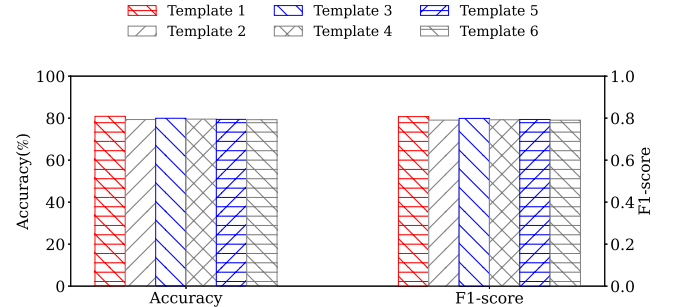 Template 1 Template 3 Template 5
Template 2 Template 4 Template 6
100 1.0
80 0.8
60 0.6
40 0.4
20 0.2
0 0.0
Accuracy(%)
F1-score
Accuracy F1-score